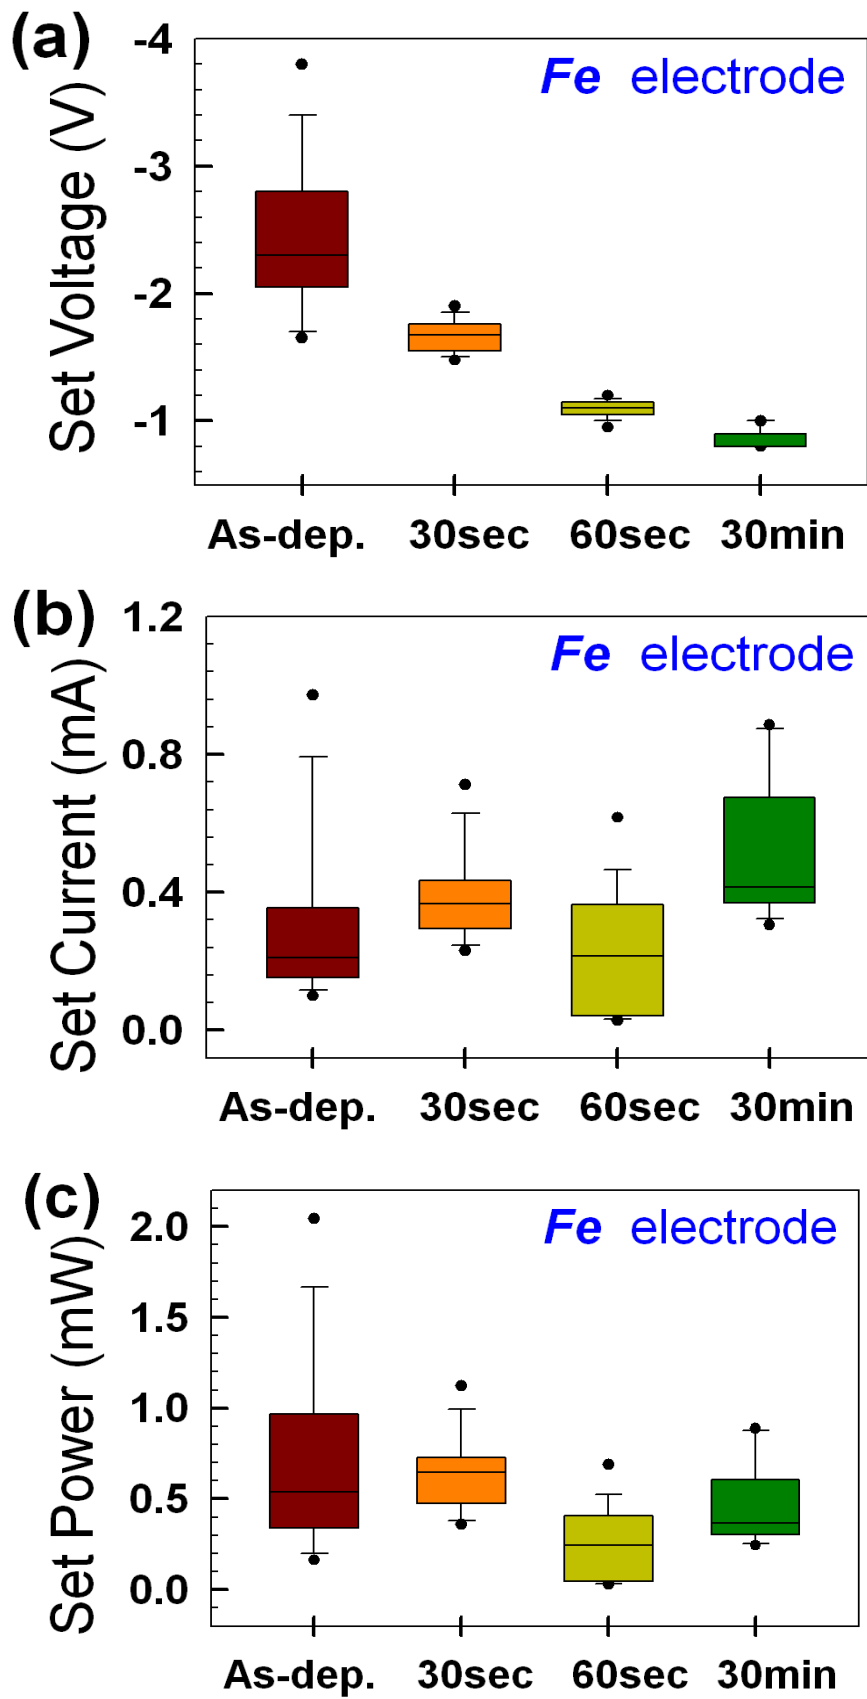 (a)
Fe electrode
Set Voltage (V)
-4
-3
-2
-1
As-dep. 30sec 60sec 30min
(b)
Fe electrode
Set Current (mA)
1.2
0.8
0.4
0.0
As-dep. 30sec 60sec 30min
(c)
Fe electrode
Set Power (mW)
2.0
1.5
1.0
0.5
0.0
As-dep. 30sec 60sec 30min